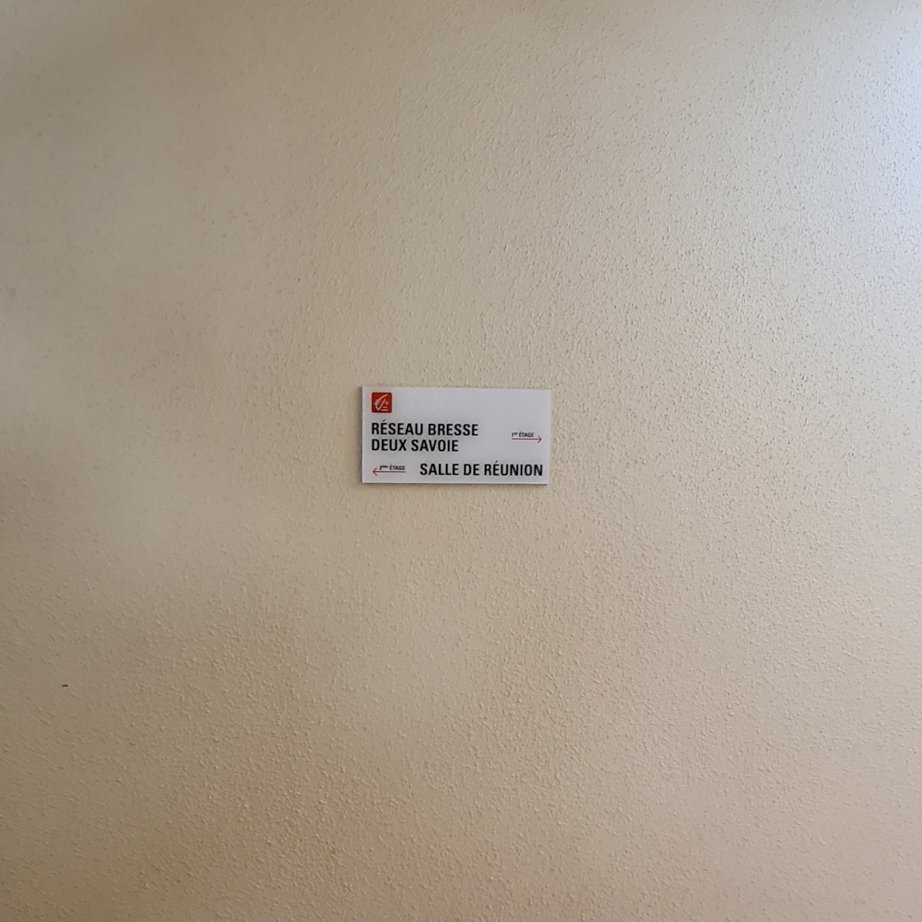 RÉSEAU BRESSE
DEUX SAVOIE
1er ÉTAGE
2ème ÉTAGE SALLE DE RÉUNION